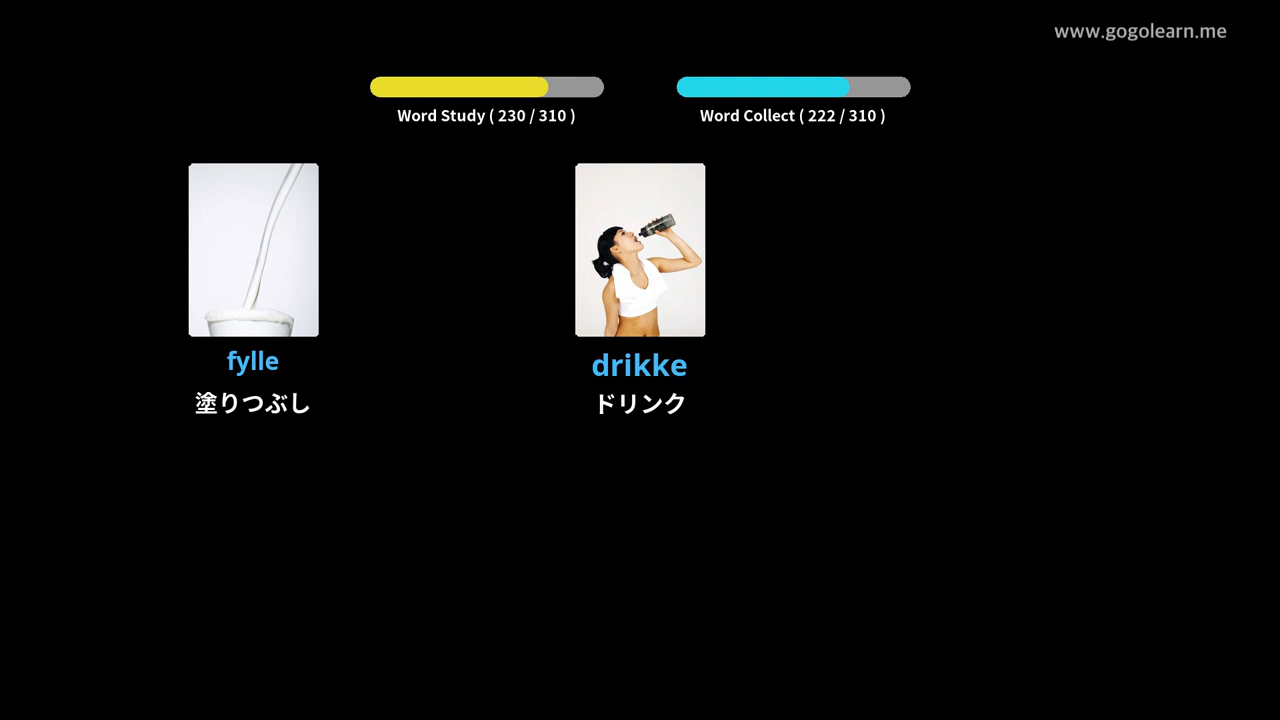 www.gogolearn.me
Word Study ( 230 / 310 )
Word Collect ( 222 / 310 )
fylle
塗りつぶし
drikke
ドリンク